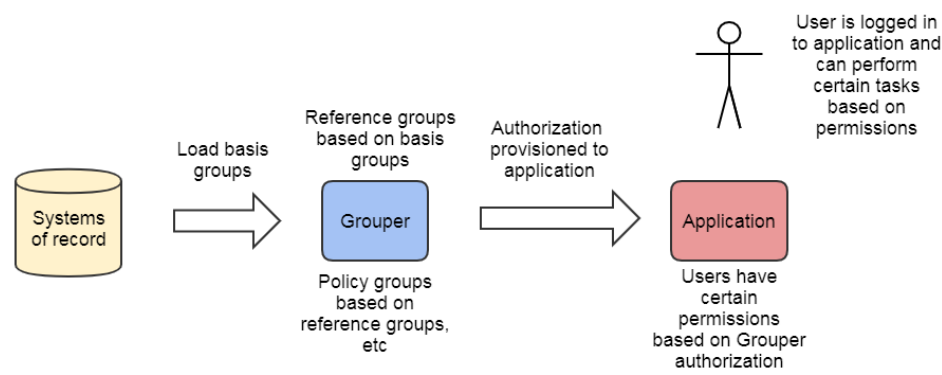 Systems
of record
Load basis
groups
Reference groups
based on basis
groups
Grouper
Policy groups
based on
reference groups,
etc
Authorization
provisioned to
application
User is logged in
to application and
can perform
certain tasks
based on
permissions
Application
Users have
certain
permissions
based on Grouper
authorization